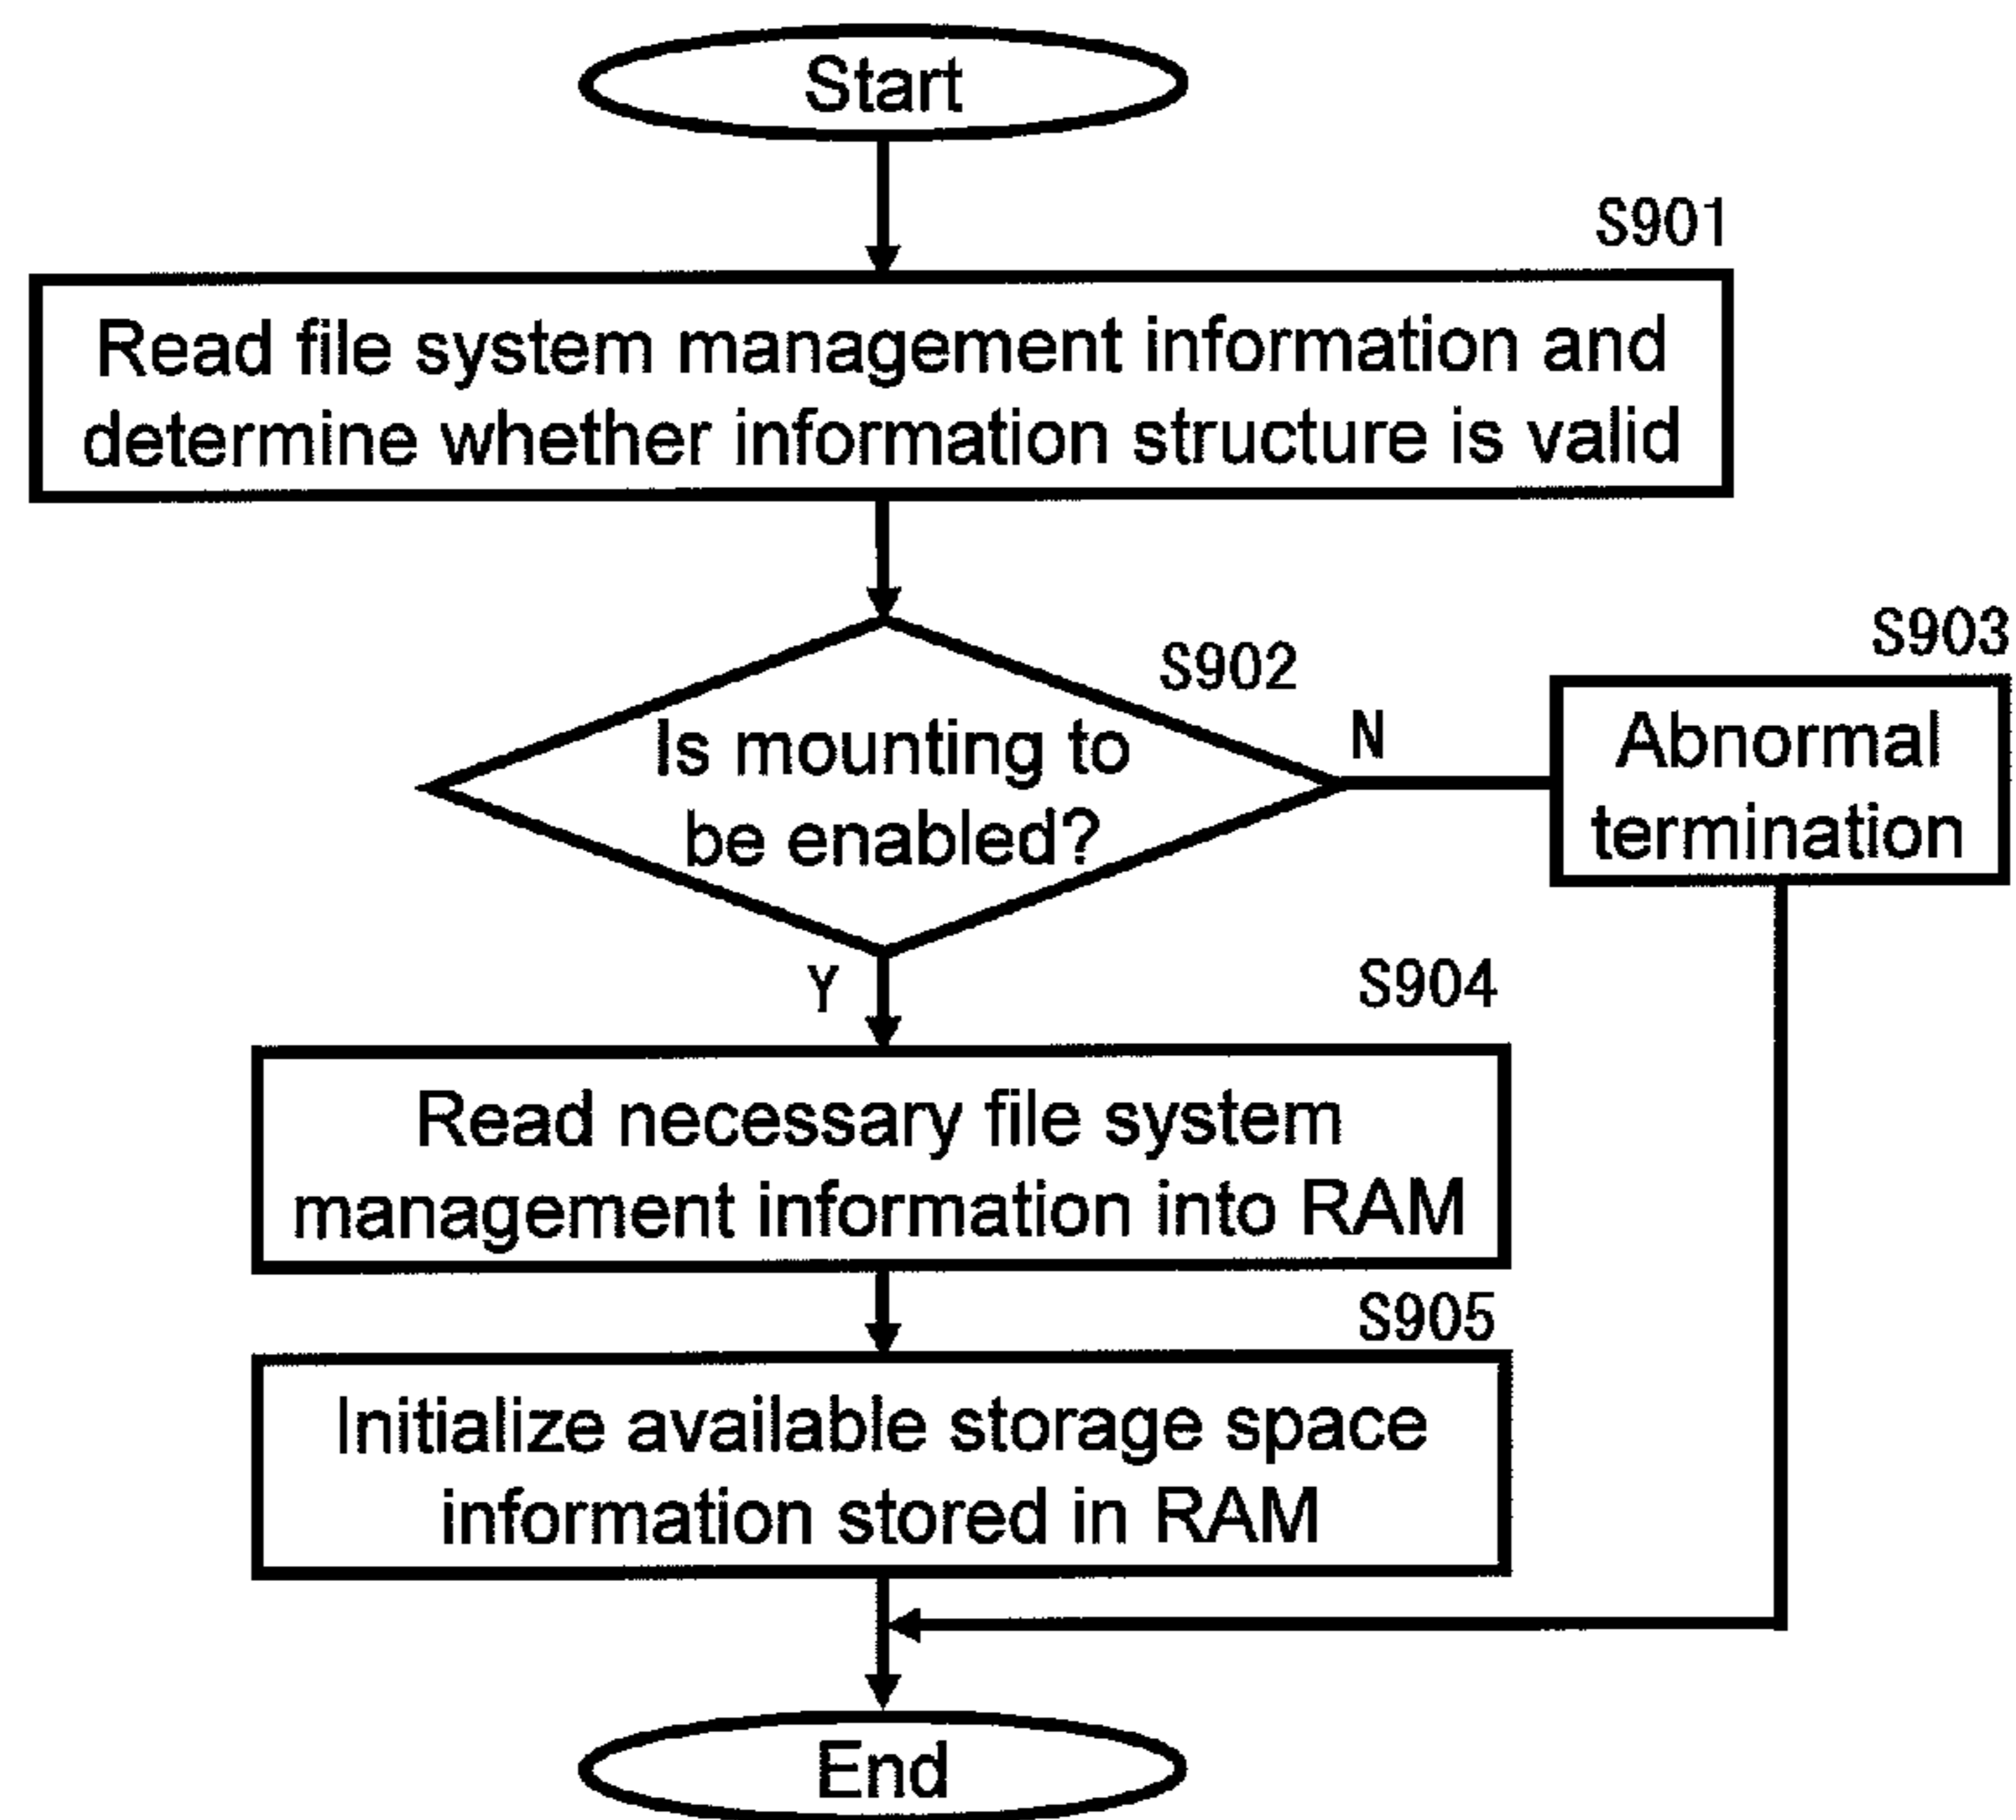 Start
S901
Read file system management information and
determine whether information structure is valid
S902
Is mounting to
be enabled?
N
S903
Abnormal
termination
Y
S904
Read necessary file system
management information into RAM
S905
Initialize available storage space
information stored in RAM
End